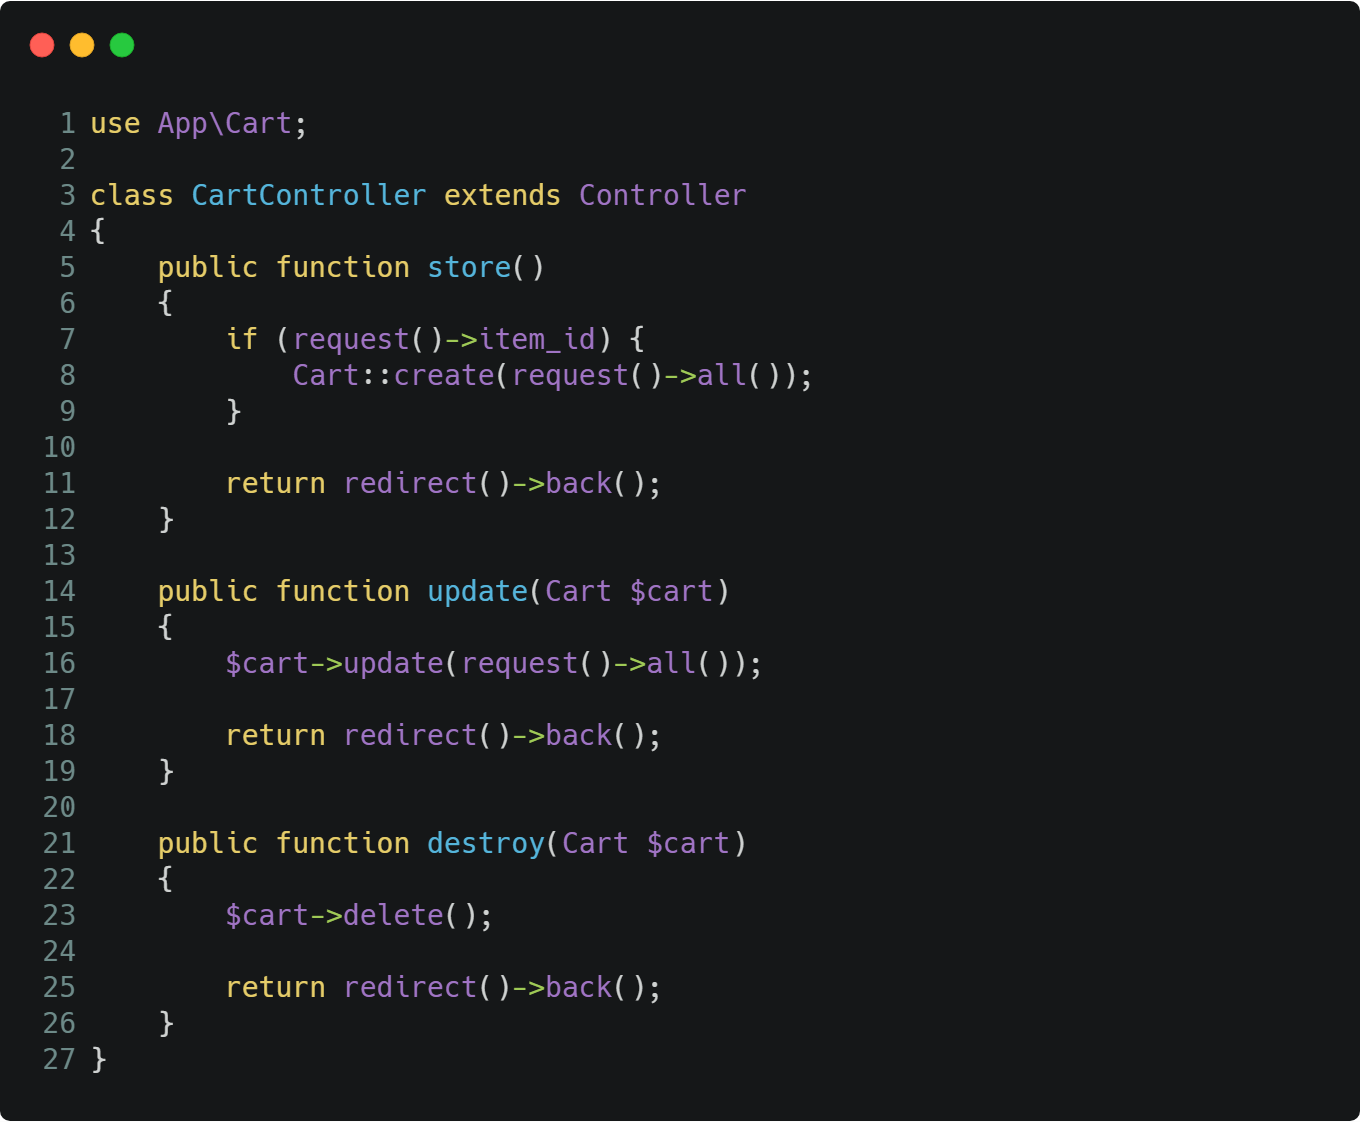 1 use App\Cart;
2
3 class CartController extends Controller
4 {
5     public function store()
6     {
7         if (request()->item_id) {
8             Cart::create(request()->all());
9         }
10
11         return redirect()->back();
12     }
13
14     public function update(Cart $cart)
15     {
16         $cart->update(request()->all());
17
18         return redirect()->back();
19     }
20
21     public function destroy(Cart $cart)
22     {
23         $cart->delete();
24
25         return redirect()->back();
26     }
27 }